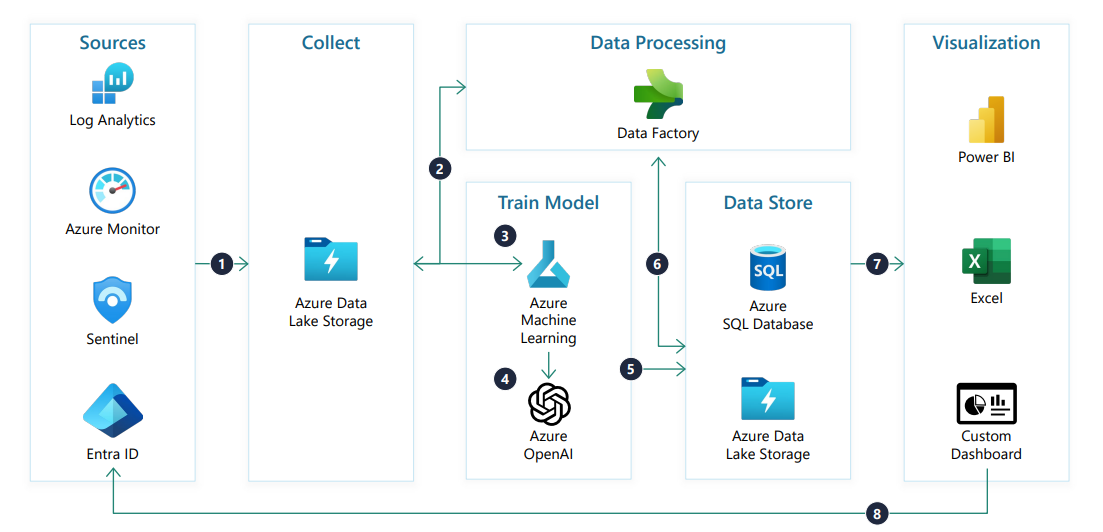 Sources
Log Analytics
Azure Monitor
Sentinel
Entra ID
1
Collect
Azure Data
Lake Storage
2
Data Processing
Data Factory
Train Model
3
Azure
Machine
Learning
4
Azure
OpenAI
5
6
Data Store
SQL
Azure
SQL Database
Azure Data
Lake Storage
7
Visualization
Power BI
X
Excel
Custom
Dashboard
8